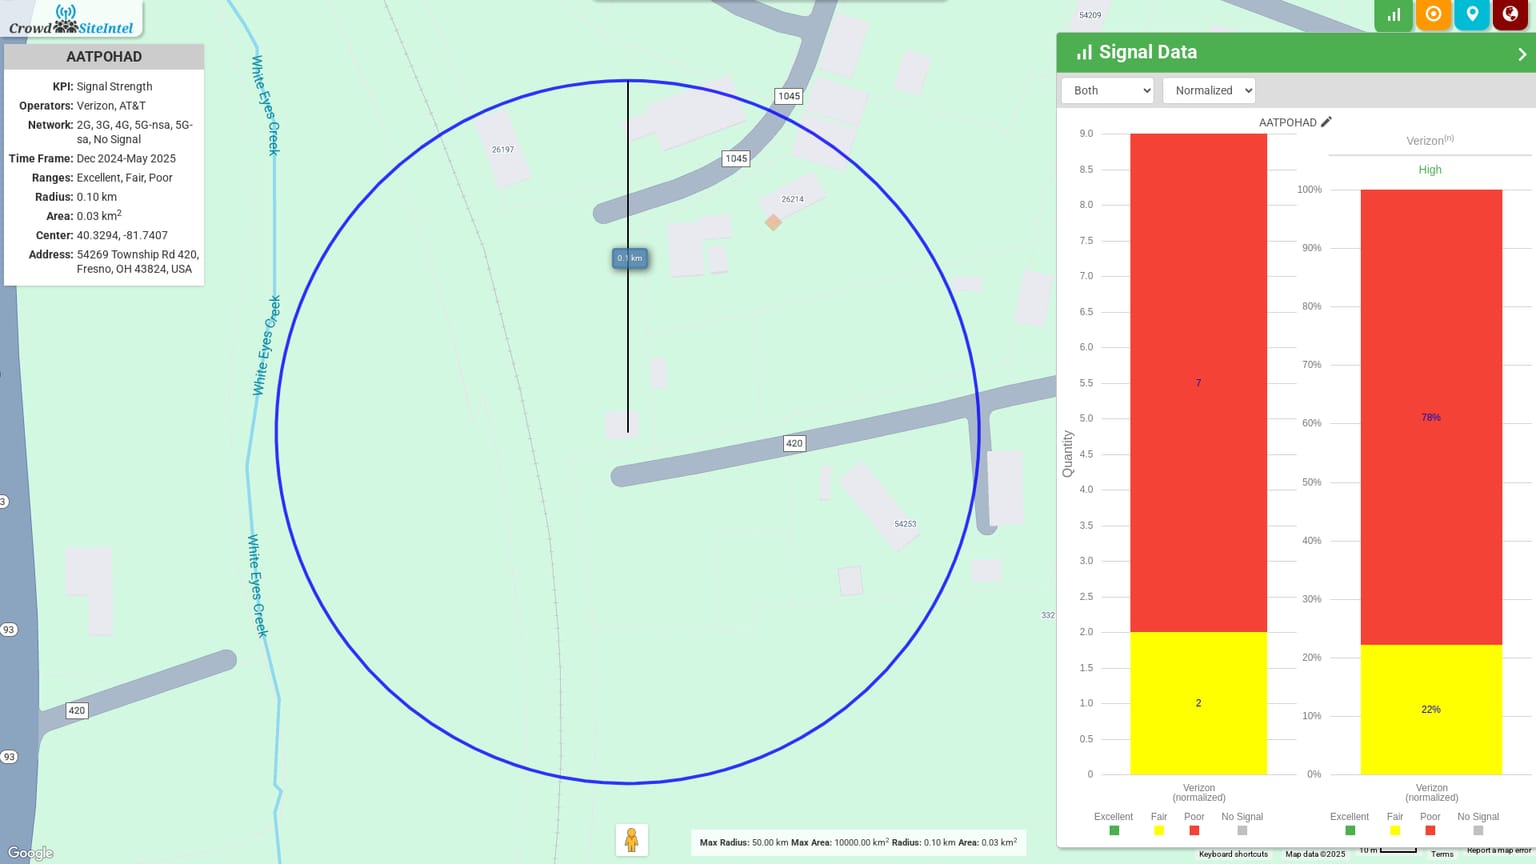 Crowd SiteIntel
AATPOHAD
KPI: Signal Strength
Operators: Verizon, AT&T
Network: 2G, 3G, 4G, 5G-nsa, 5G-
sa, No Signal
Time Frame: Dec 2024-May 2025
Ranges: Excellent, Fair, Poor
Radius: 0.10 km
Area: 0.03 km²
Center: 40.3294, -81.7407
Address: 54269 Township Rd 420,
Fresno, OH 43824, USA
White Eyes Creek
White Eyes Creek
White Eyes Creek
54209
1045
1045
26197
26214
0.1 km
420
54253
332
3
93
420
93
Google
Max Radius: 50.00 km Max Area: 10000.00 km² Radius: 0.10 km Area: 0.03 km²
Signal Data
Both
Normalized
AATPOHAD
Verizon(n)
High
Quantity
9.0
8.5
8.0
7.5
7.0
6.5
6.0
5.5
5.0
4.5
4.0
3.5
3.0
2.5
2.0
1.5
1.0
0.5
0
7
2
Verizon
(normalized)
Excellent Fair Poor No Signal
100%
90%
80%
70%
60%
50%
40%
30%
20%
10%
0%
78%
22%
Verizon
(normalized)
Excellent Fair Poor No Signal
Keyboard shortcuts Map data ©2025 10 m Terms Report a map error